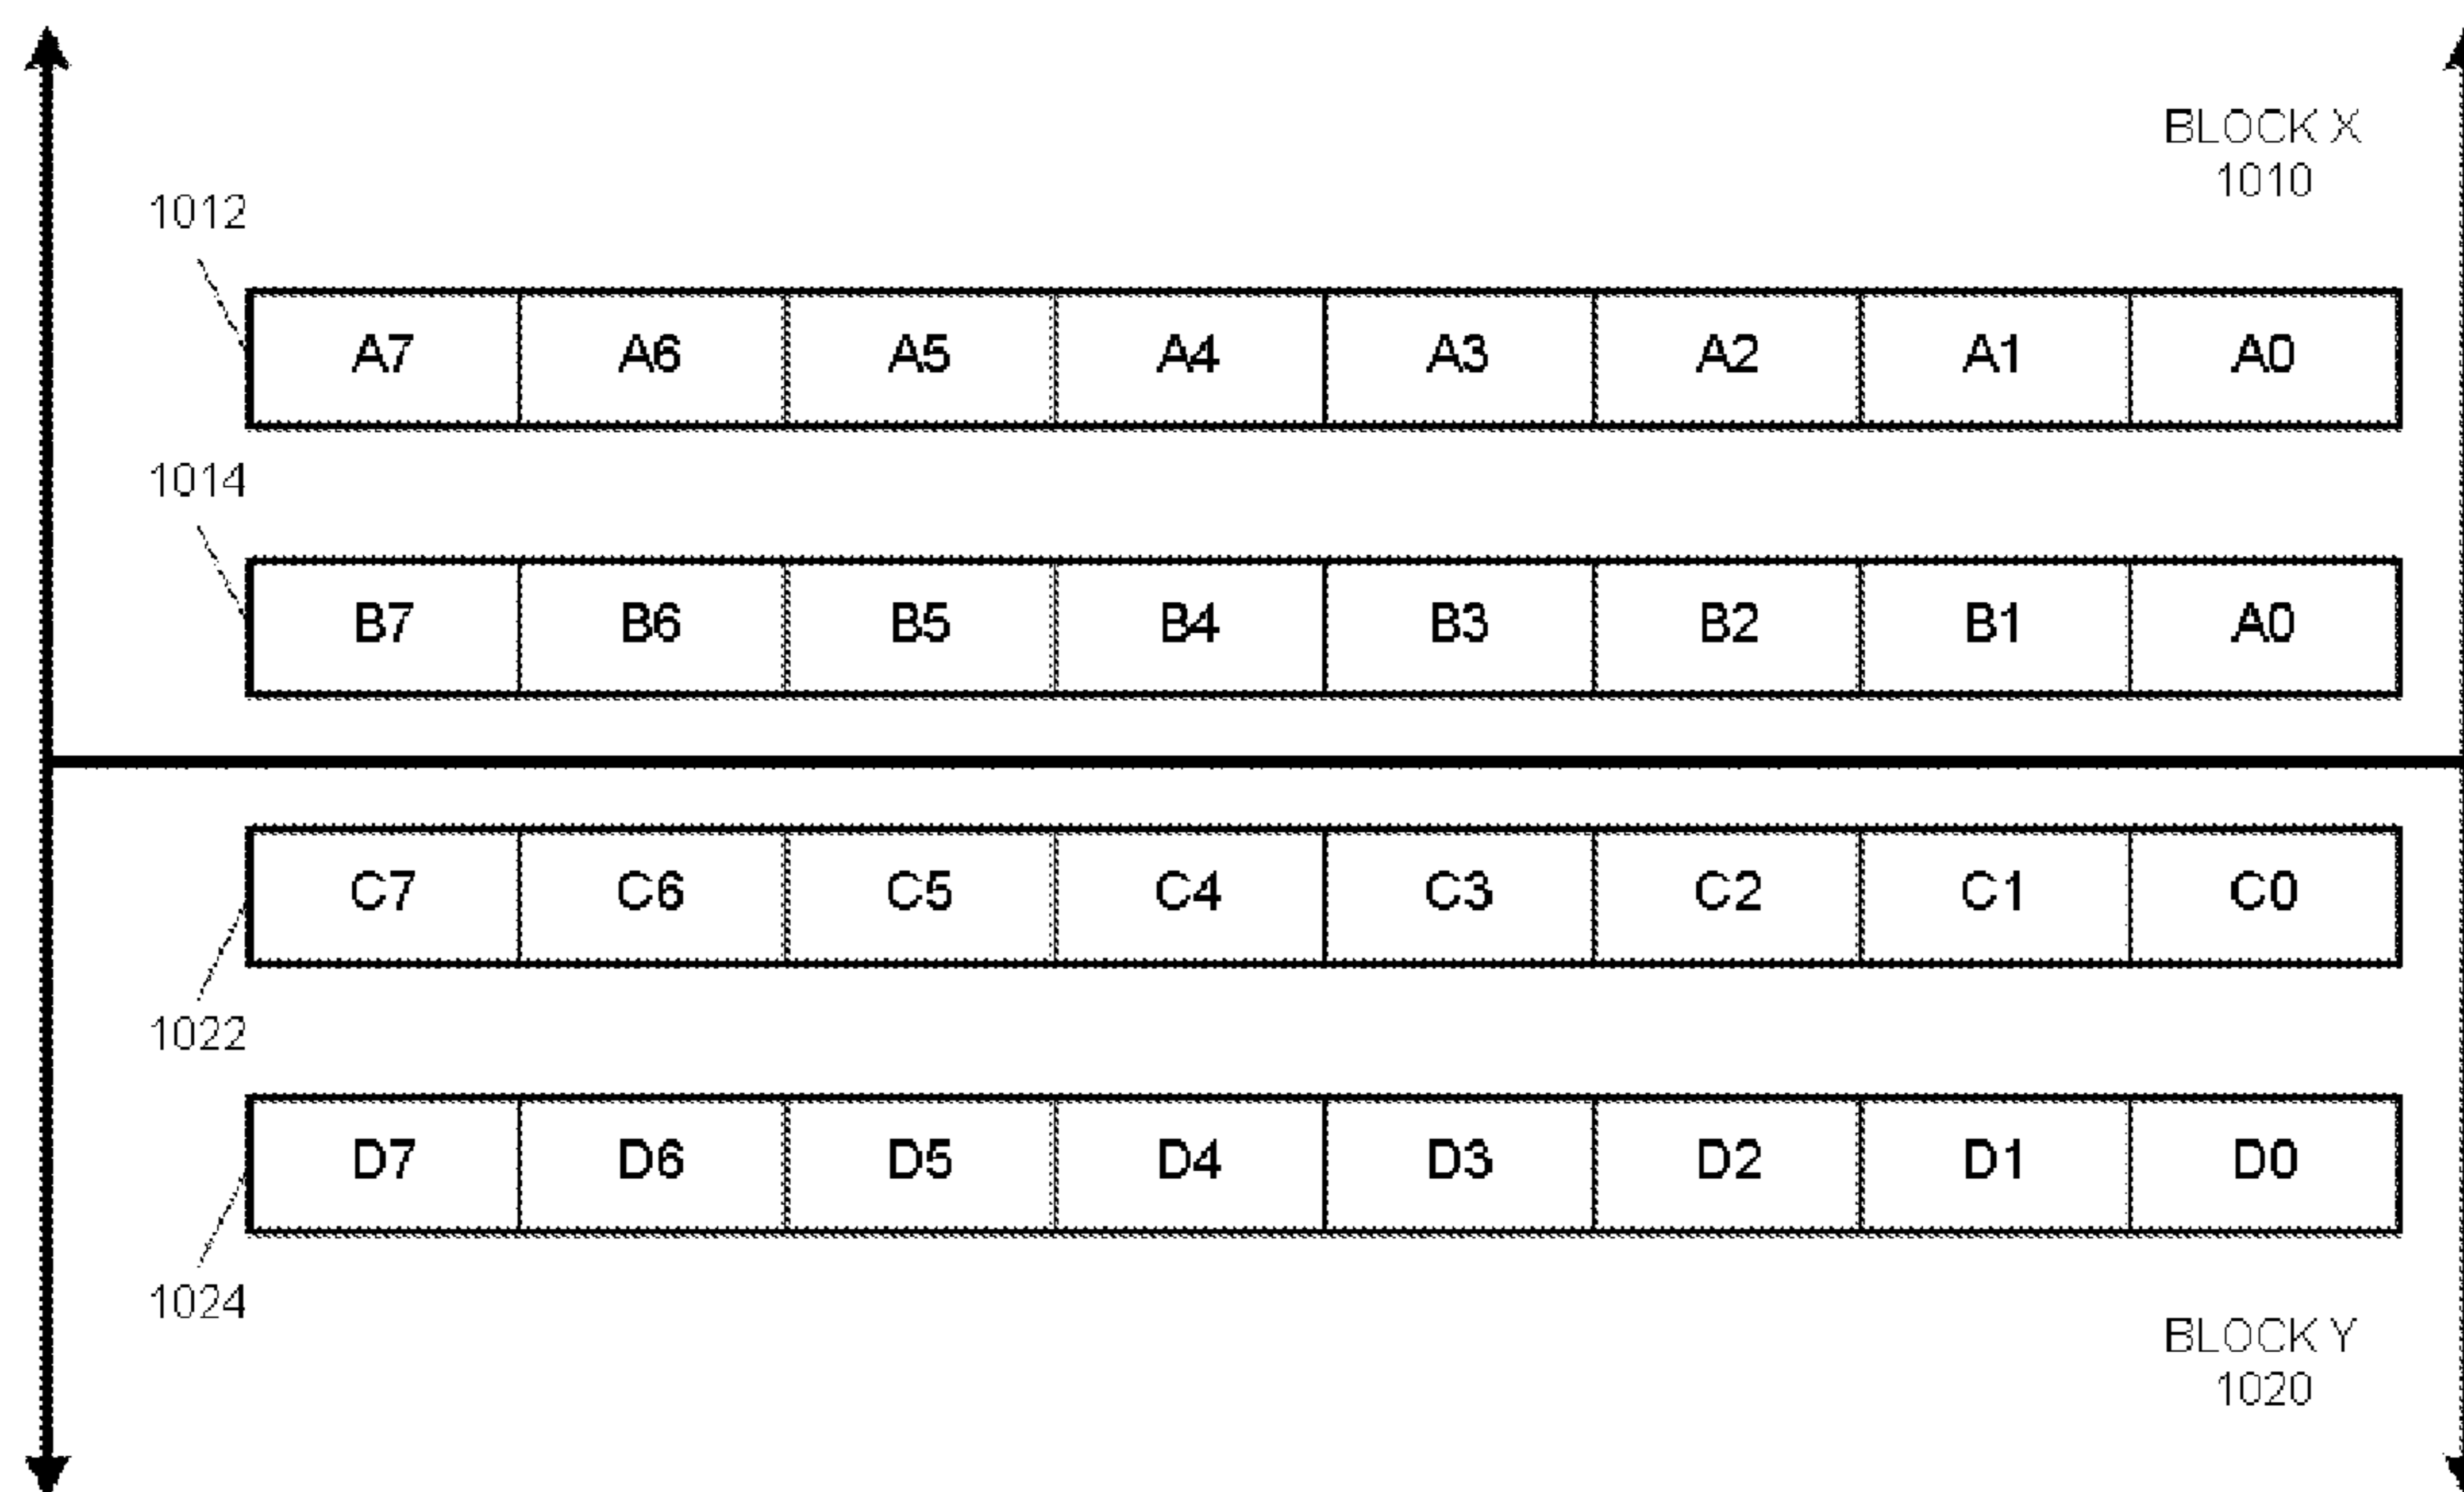 BLOCK X
1010
1012
A7 A6 A5 A4 A3 A2 A1 A0
1014
B7 B6 B5 B4 B3 B2 B1 A0
C7 C6 C5 C4 C3 C2 C1 C0
1022
D7 D6 D5 D4 D3 D2 D1 D0
1024
BLOCK Y
1020